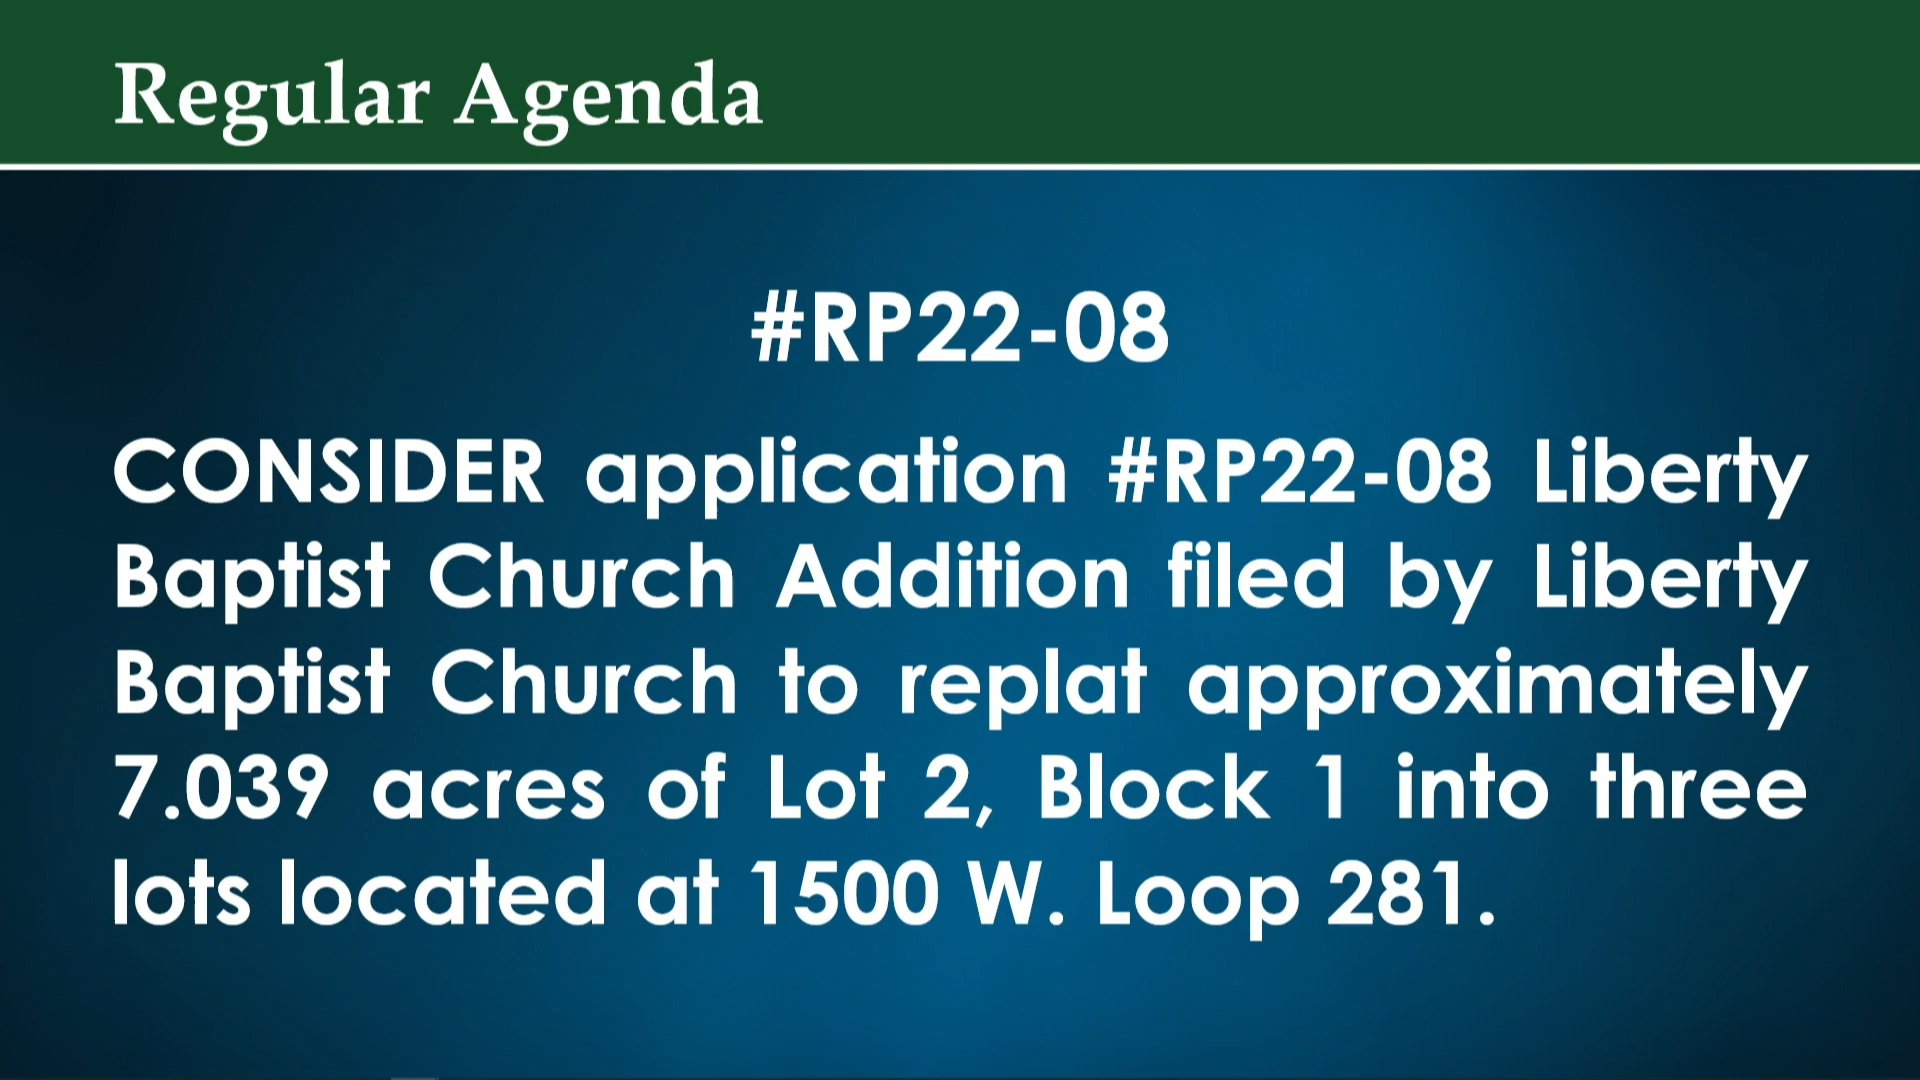 Regular Agenda
#RP22-08
CONSIDER application #RP22-08 Liberty
Baptist Church Addition filed by Liberty
Baptist Church to replat approximately
7.039 acres of Lot 2, Block 1 into three
lots located at 1500 W. Loop 281.